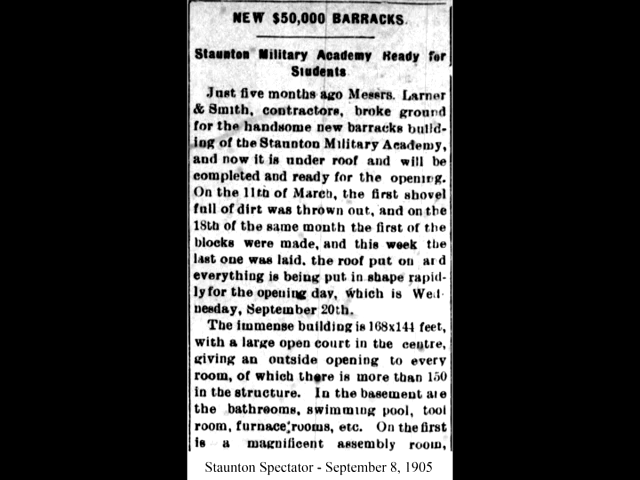 NEW $50,000 BARRACKS.
Staunton Military Academy Ready for
Students
Just five months ago Messrs. Larner
& Smith, contractors, broke ground
for the handsome new barracks build-
ing of the Staunton Military Academy,
and now it is under roof and will be
completed and ready for the opening.
On the 11th of March, the first shovel
full of dirt was thrown out, and on the
18th of the same month the first of the
blocks were made, and this week the
last one was laid, the roof put on and
everything is being put in shape rapid-
ly for the opening day, which is Wed-
nesday, September 20th.
The immense building is 168x144 feet,
with a large open court in the centre,
giving an outside opening to every
room, of which there is more than 150
in the structure. In the basement are
the bathrooms, swimming pool, tool
room, furnace rooms, etc. On the first
is a magnificent assembly room,
Staunton Spectator - September 8, 1905